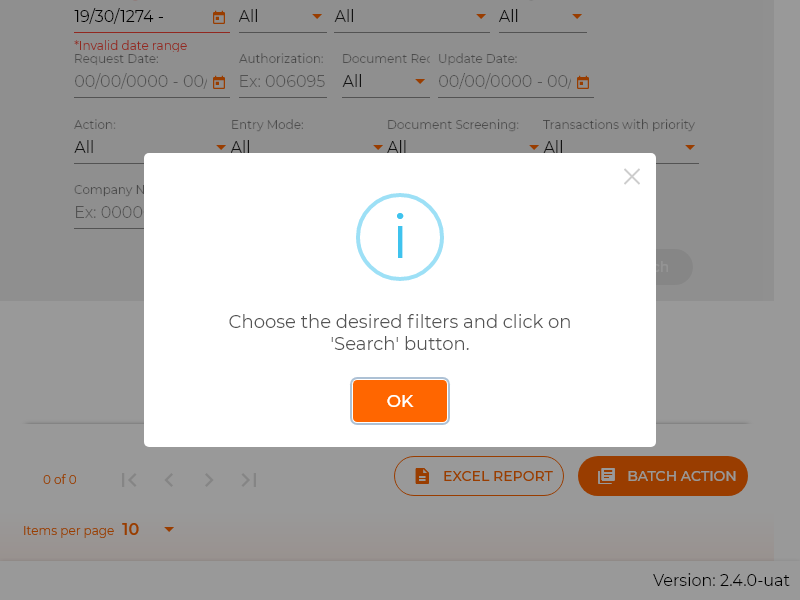 19/30/1274 - All All All
*Invalid date range
Request Date: Authorization: Document Rec Update Date:
00/00/0000 - 00/ Ex: 006095 All 00/00/0000 - 00/
Action: Entry Mode: Document Screening: Transactions with priority
All All All All
Company N
Ex: 0000
ch
i
Choose the desired filters and click on
'Search' button.
OK
0 of 0 EXCEL REPORT BATCH ACTION
Items per page 10
Version: 2.4.0-uat